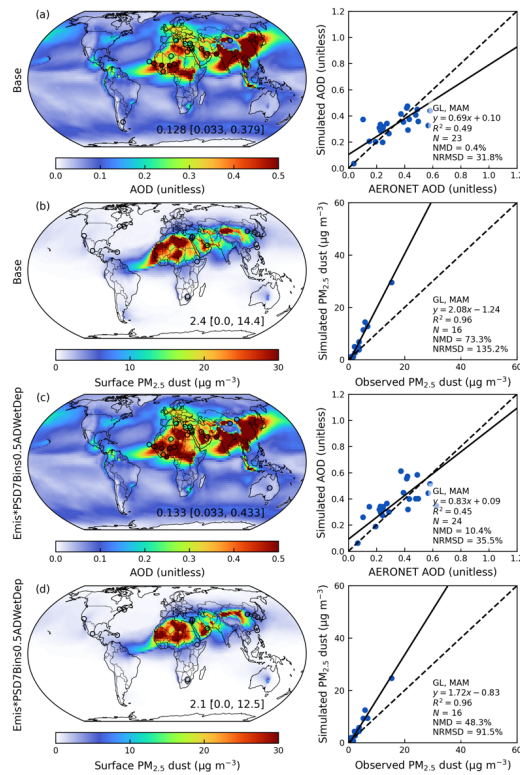 (a)
Base
0.128 [0.033, 0.379]
0.0 0.1 0.2 0.3 0.4 0.5
AOD (unitless)
1.2
1.0
0.8
0.6
0.4
0.2
0.0
Simulated AOD (unitless)
GL, MAM
y = 0.69x + 0.10
R² = 0.49
N = 23
NMD = 0.4%
NRMSD = 31.8%
0.0 0.2 0.4 0.6 0.8 1.0 1.2
AERONET AOD (unitless)
(b)
Base
2.4 [0.0, 14.4]
0 10 20 30
Surface PM2.5 dust (µg m⁻³)
60
40
20
0
Simulated PM2.5 dust (µg m⁻³)
GL, MAM
y = 2.08x − 1.24
R² = 0.96
N = 16
NMD = 73.3%
NRMSD = 135.2%
0 20 40 60
Observed PM2.5 dust (µg m⁻³)
(c)
Emis*PSD7Bins0.5ADWetDep
0.133 [0.033, 0.433]
0.0 0.1 0.2 0.3 0.4 0.5
AOD (unitless)
1.2
1.0
0.8
0.6
0.4
0.2
0.0
Simulated AOD (unitless)
GL, MAM
y = 0.83x + 0.09
R² = 0.45
N = 24
NMD = 10.4%
NRMSD = 35.5%
0.0 0.2 0.4 0.6 0.8 1.0 1.2
AERONET AOD (unitless)
(d)
Emis*PSD7Bins0.5ADWetDep
2.1 [0.0, 12.5]
0 10 20 30
Surface PM2.5 dust (µg m⁻³)
60
40
20
0
Simulated PM2.5 dust (µg m⁻³)
GL, MAM
y = 1.72x − 0.83
R² = 0.96
N = 16
NMD = 48.3%
NRMSD = 91.5%
0 20 40 60
Observed PM2.5 dust (µg m⁻³)